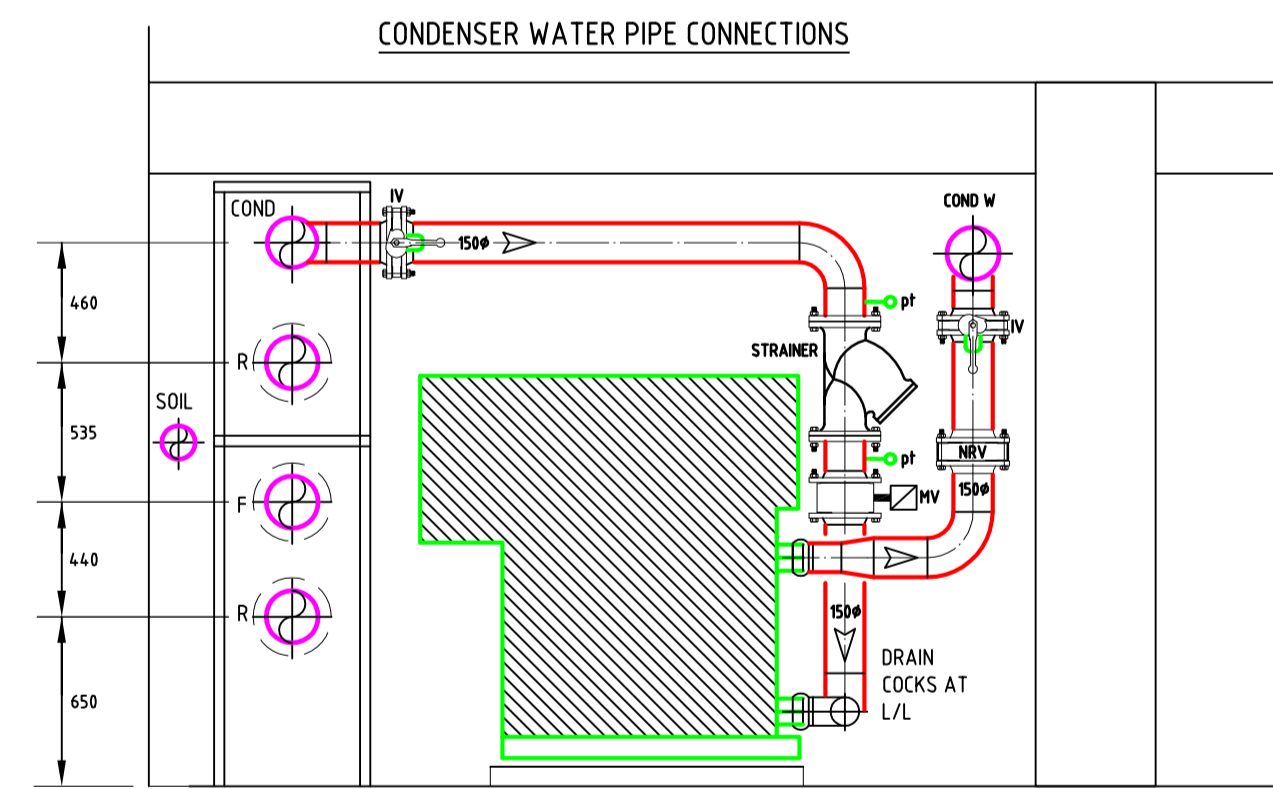 CONDENSER WATER PIPE CONNECTIONS
COND
IV
150ø
COND W
460
pt
IV
STRAINER
R
SOIL
535
pt
NRV
150ø
MV
F
440
R
150ø
DRAIN
COCKS AT
L/L
650